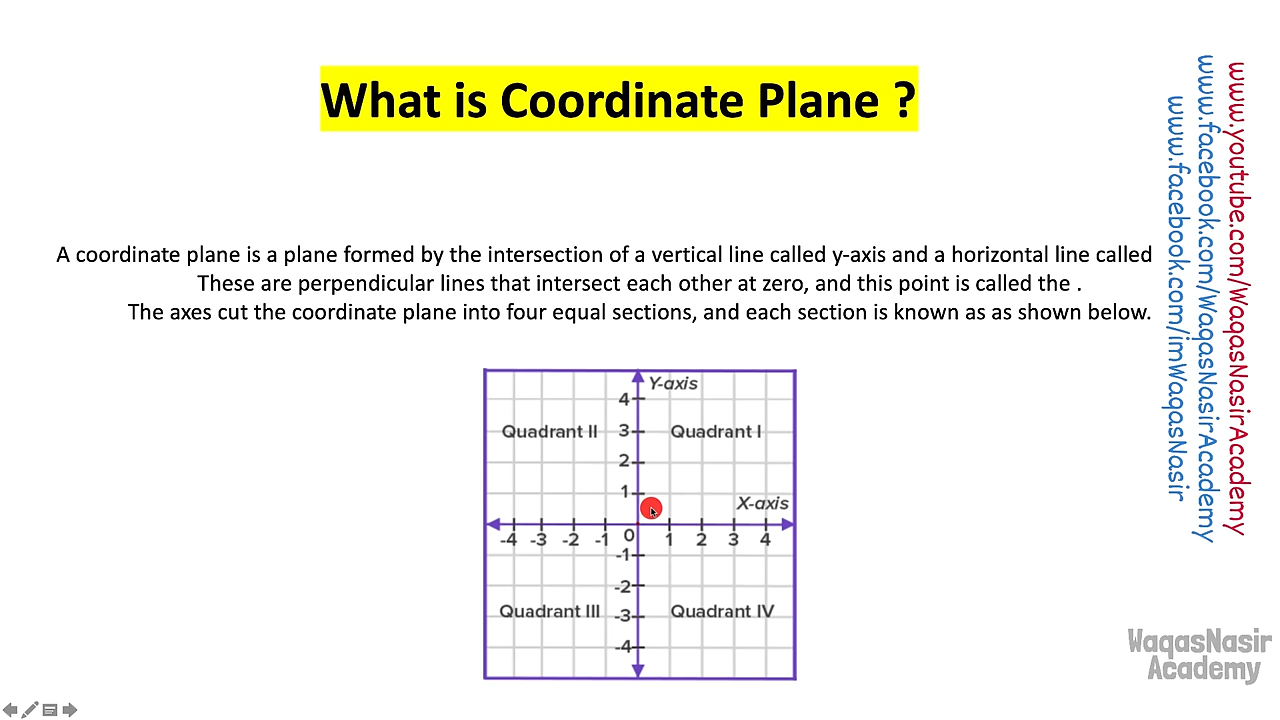 What is Coordinate Plane ?
A coordinate plane is a plane formed by the intersection of a vertical line called y-axis and a horizontal line called
These are perpendicular lines that intersect each other at zero, and this point is called the .
The axes cut the coordinate plane into four equal sections, and each section is known as as shown below.
Y-axis
4
Quadrant II 3 Quadrant I
2
1
X-axis
-4 -3 -2 -1 0 1 2 3 4
-1
-2
Quadrant III -3 Quadrant IV
-4
www.youtube.com/WaqasNasirAcademy
www.facebook.com/WaqasNasirAcademy
www.facebook.com/imWaqasNasir
WaqasNasir
Academy